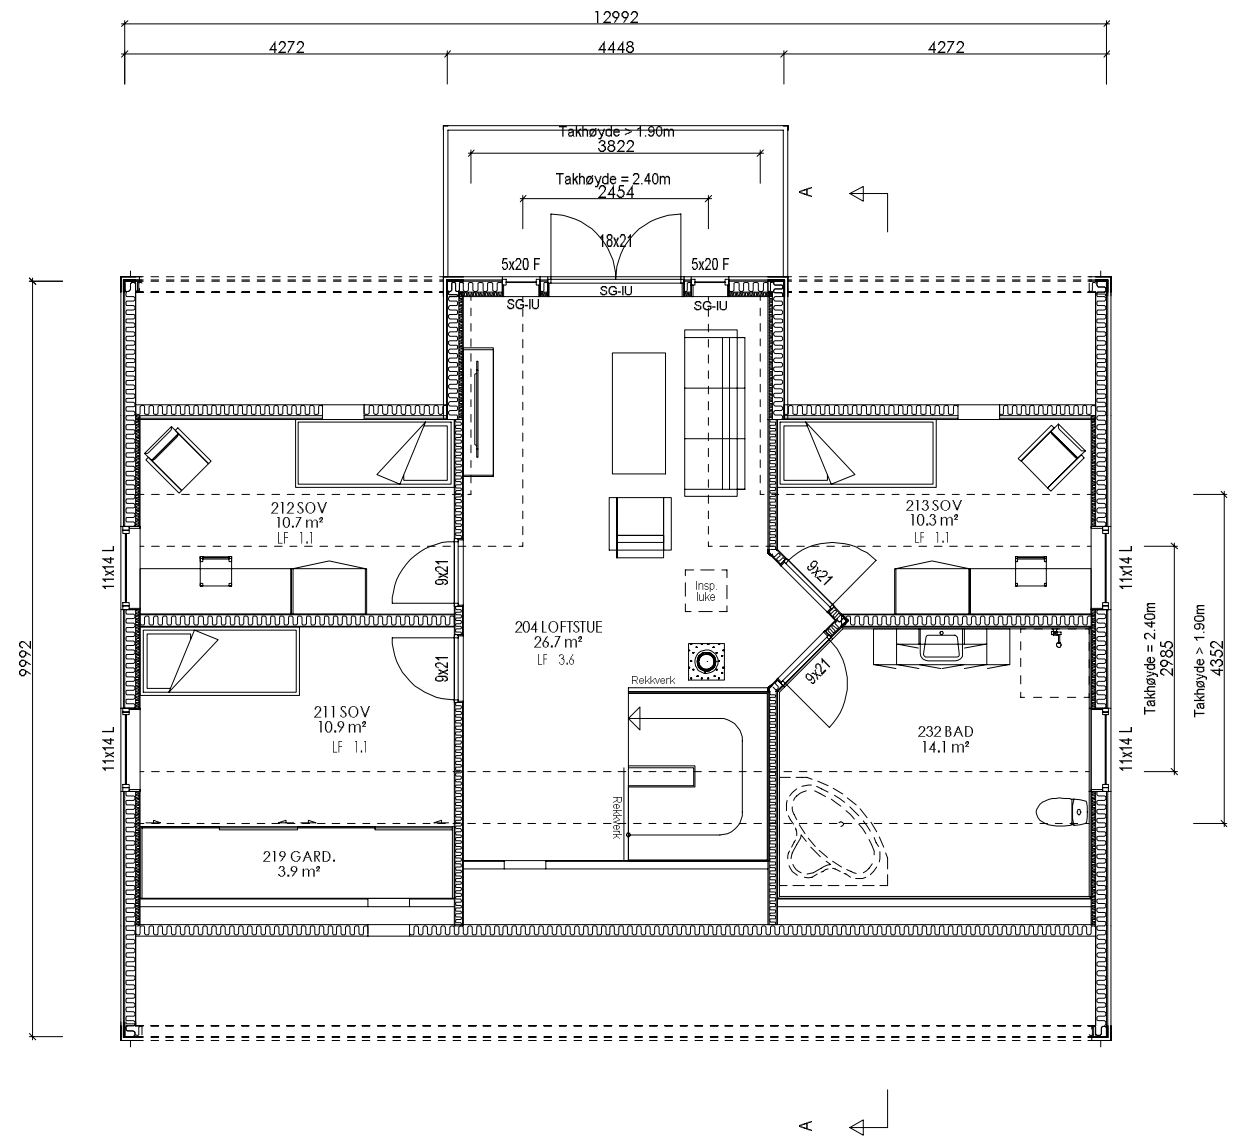 12992
4272
4448
4272
Takhøyde > 1.90m
3822
Takhøyde = 2.40m
2454
A
18x21
5x20 F
5x20 F
SG-IU
SG-IU
SG-IU
212 SOV
10.7 m²
LF 1.1
213 SOV
10.3 m²
LF 1.1
11x14 L
9x21
9x21
11x14 L
Insp.
luke
204 LOFTSTUE
26.7 m²
LF 3.6
9992
9x21
9x21
Takhøyde = 2.40m
2985
Takhøyde > 1.90m
4352
Rekkverk
211 SOV
10.9 m²
LF 1.1
232 BAD
14.1 m²
11x14 L
11x14 L
Rekkverk
219 GARD.
3.9 m²
A